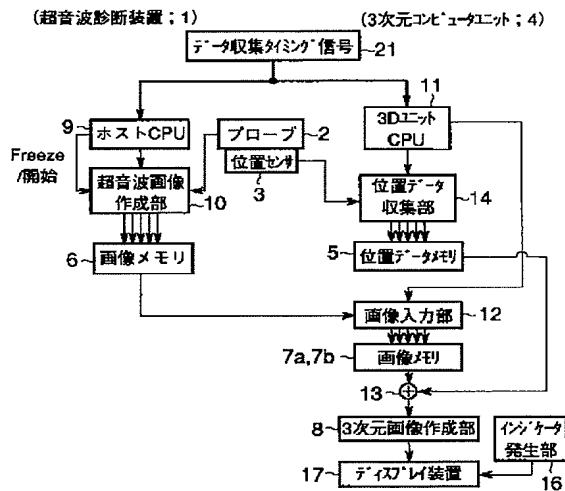 (超音波診断装置；1)
(3次元コンピュータユニット；4)
データ収集タイミング信号
21
11
9
ホストCPU
プローブ
2
位置センサ
3
3Dユニット
CPU
Freeze
/開始
超音波画像
作成部
10
位置データ
収集部
14
6
画像メモリ
5
位置データメモリ
画像入力部
12
7a,7b
画像メモリ
13
8
3次元画像作成部
インジケータ
発生部
16
17
ディスプレイ装置